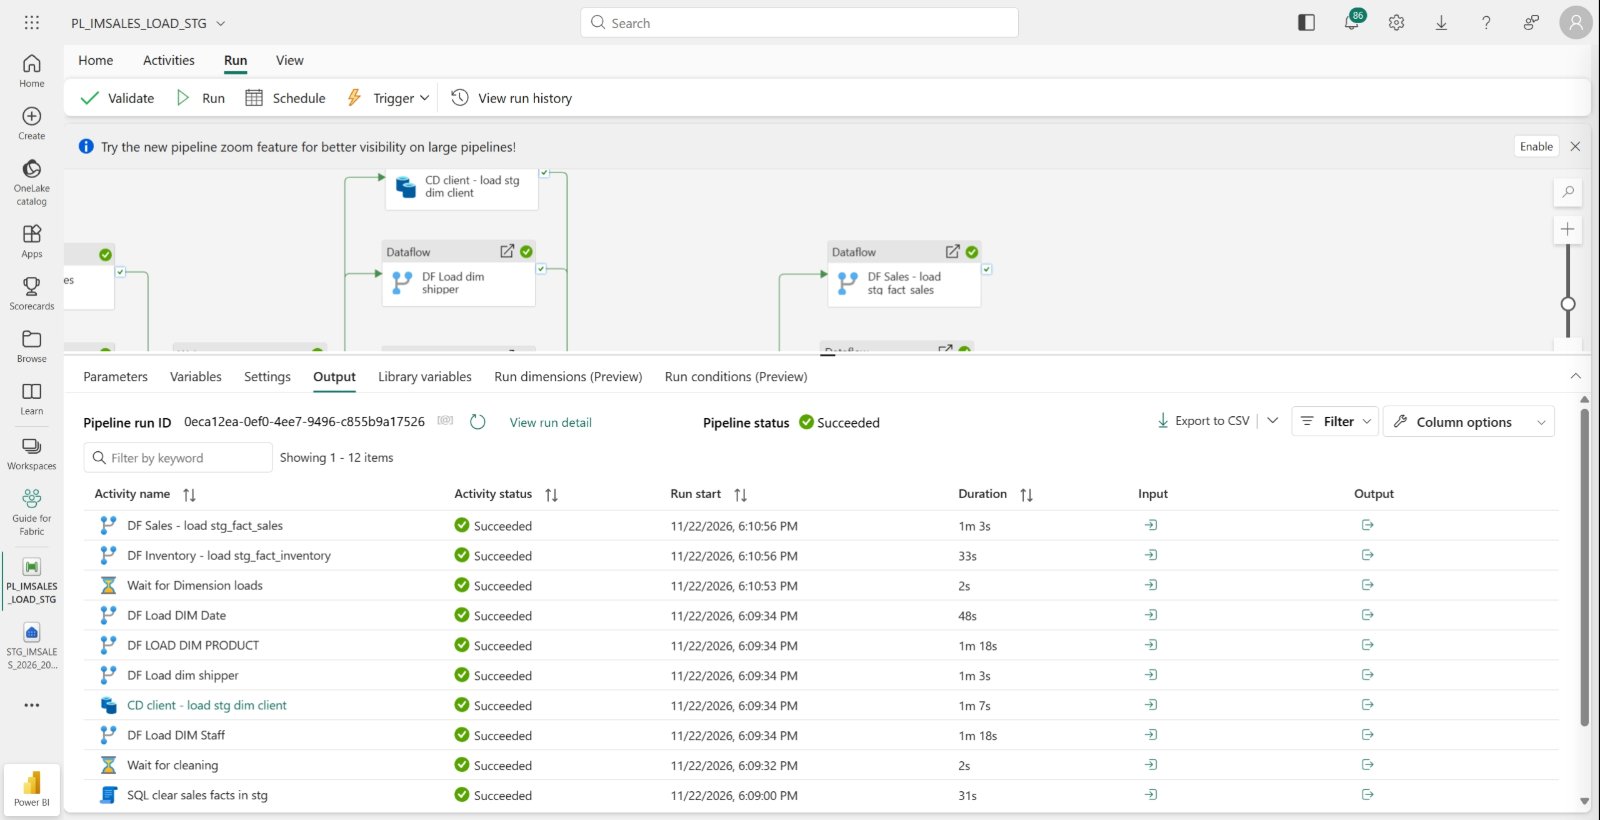 PL_IMSALES_LOAD_STG
Search
86
Home
Activities
Run
View
Validate
Run
Schedule
Trigger
View run history
Try the new pipeline zoom feature for better visibility on large pipelines!
Enable
Home
Create
OneLake
catalog
Apps
Scorecards
Browse
Learn
Workspaces
Guide for
Fabric
PL_IMSALES
_LOAD_STG
STG_IMSALE
S_2026_20...
Power BI
CD client - load stg
dim client
Dataflow
DF Load dim
shipper
es
Dataflow
DF Sales - load
stg_fact_sales
Parameters
Variables
Settings
Output
Library variables
Run dimensions (Preview)
Run conditions (Preview)
Pipeline run ID 0eca12ea-0ef0-4ee7-9496-c855b9a17526
View run detail
Pipeline status Succeeded
Export to CSV
Filter
Column options
Filter by keyword
Showing 1 - 12 items
Activity name Activity status Run start Duration Input Output
DF Sales - load stg_fact_sales Succeeded 11/22/2026, 6:10:56 PM 1m 3s
DF Inventory - load stg_fact_inventory Succeeded 11/22/2026, 6:10:56 PM 33s
Wait for Dimension loads Succeeded 11/22/2026, 6:10:53 PM 2s
DF Load DIM Date Succeeded 11/22/2026, 6:09:34 PM 48s
DF LOAD DIM PRODUCT Succeeded 11/22/2026, 6:09:34 PM 1m 18s
DF Load dim shipper Succeeded 11/22/2026, 6:09:34 PM 1m 3s
CD client - load stg dim client Succeeded 11/22/2026, 6:09:34 PM 1m 7s
DF Load DIM Staff Succeeded 11/22/2026, 6:09:34 PM 1m 18s
Wait for cleaning Succeeded 11/22/2026, 6:09:32 PM 2s
SQL clear sales facts in stg Succeeded 11/22/2026, 6:09:00 PM 31s